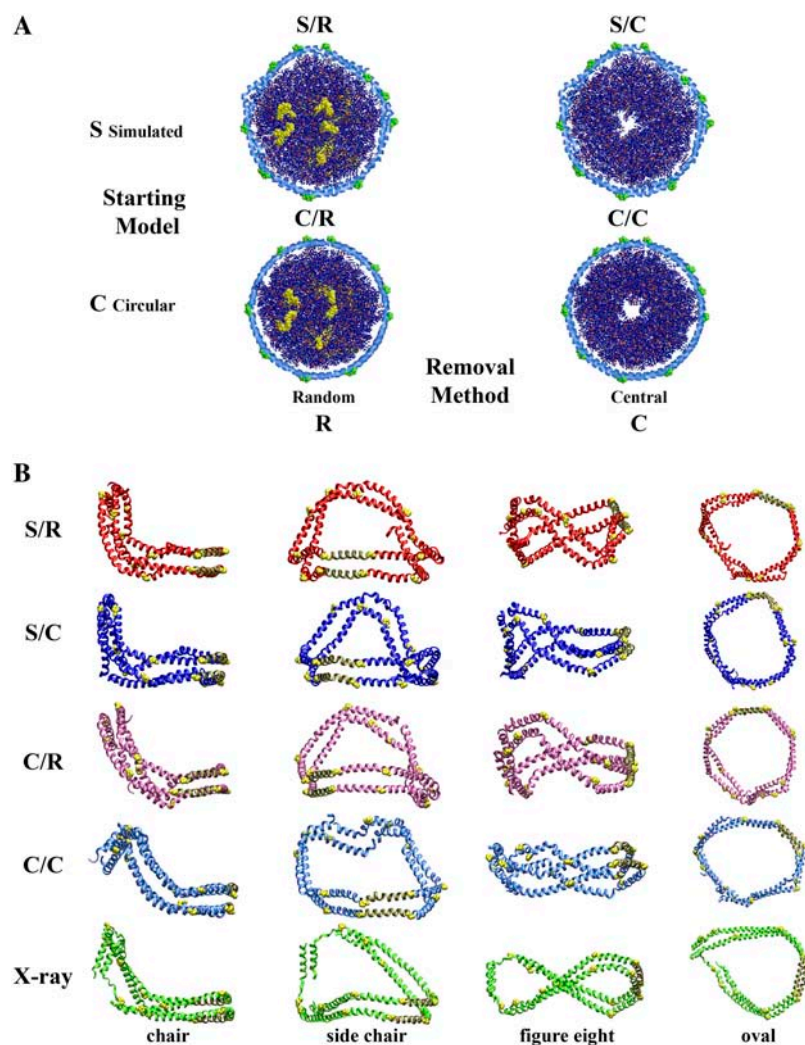 A
S/R
S/C
S Simulated
Starting
Model
C/R
C/C
C Circular
Removal
Method
Random
R
Central
C
B
S/R
S/C
C/R
C/C
X-ray
chair
side chair
figure eight
oval